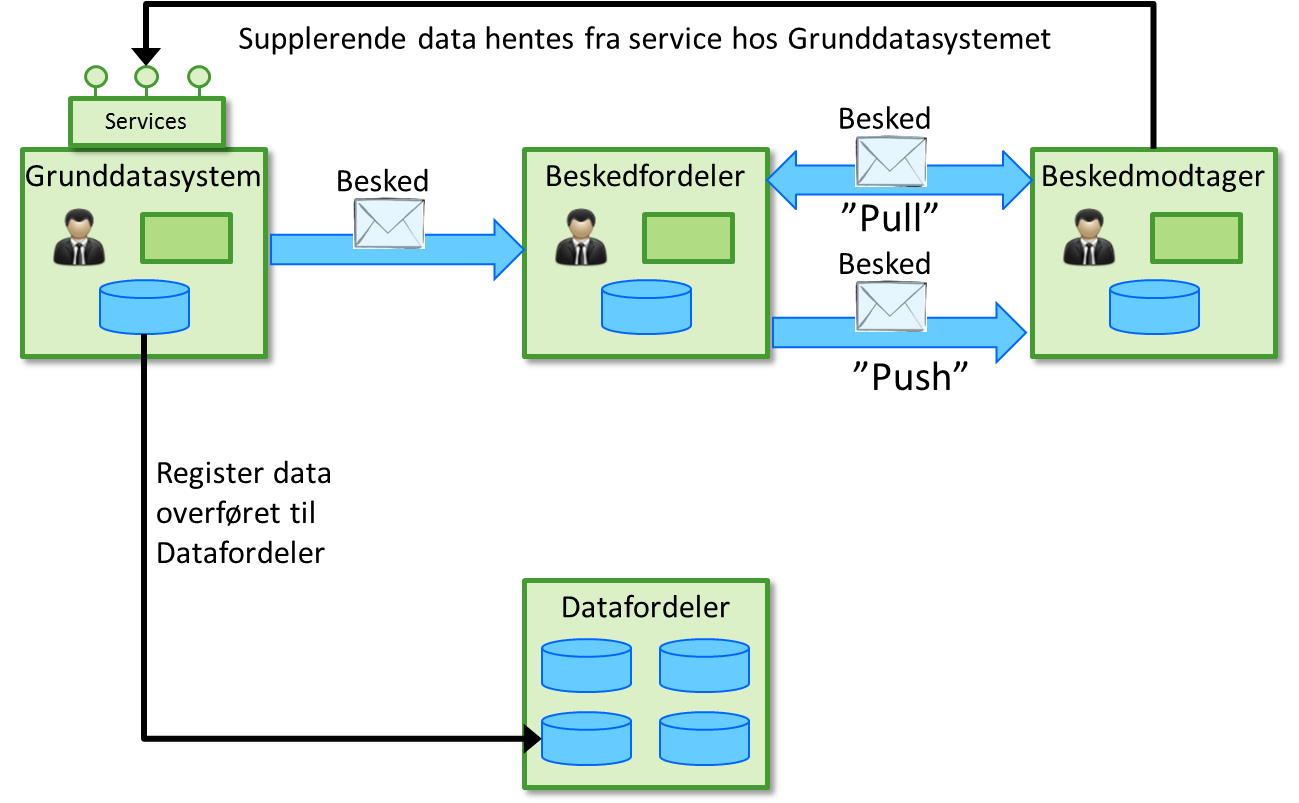 Supplerende data hentes fra service hos Grunddatasystemet
Services
Grunddatasystem
Besked
Beskedfordeler
Besked
”Pull”
Besked
”Push”
Beskedmodtager
Register data
overføret til
Datafordeler
Datafordeler